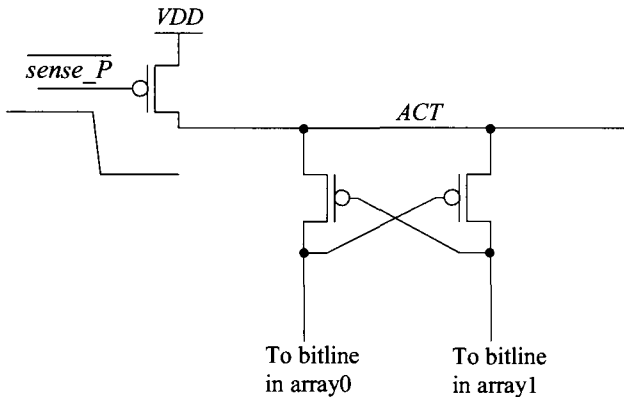 VDD
sense_P
ACT
To bitline
in array0
To bitline
in array1